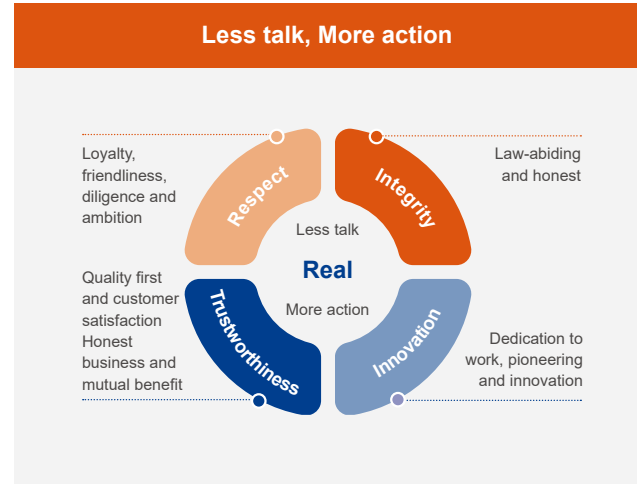 Less talk, More action
Loyalty,
friendliness,
diligence and
ambition
Respect
Integrity
Law-abiding
and honest
Less talk
Real
More action
Quality first
and customer
satisfaction
Honest
business and
mutual benefit
Trustworthiness
Innovation
Dedication to
work, pioneering
and innovation